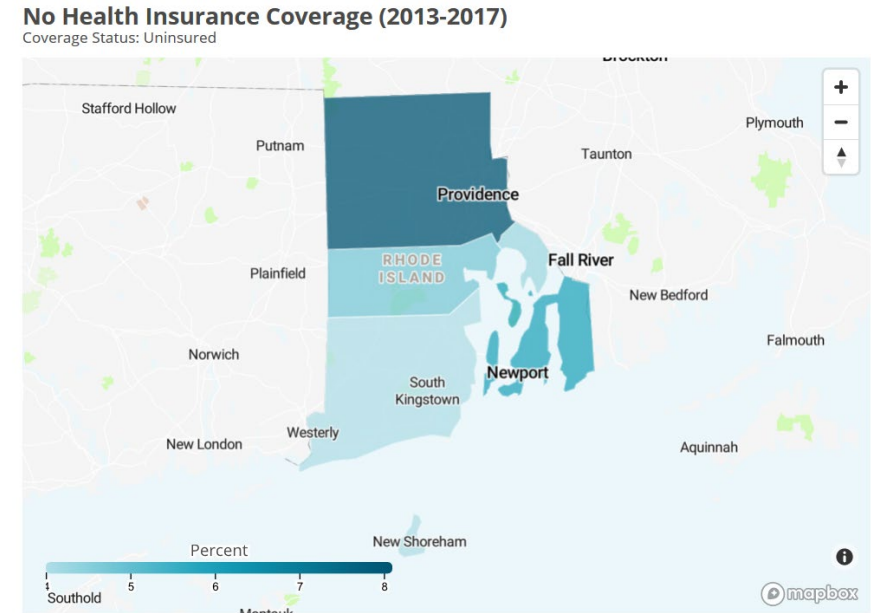 No Health Insurance Coverage (2013-2017)
Coverage Status: Uninsured
Brockton
Stafford Hollow
Plymouth
Putnam
Taunton
Providence
RHODE
ISLAND
Fall River
Plainfield
New Bedford
Falmouth
Norwich
Newport
South
Kingstown
Westerly
New London
Aquinnah
New Shoreham
Percent
4 5 6 7 8
Southold
Montauk
mapbox